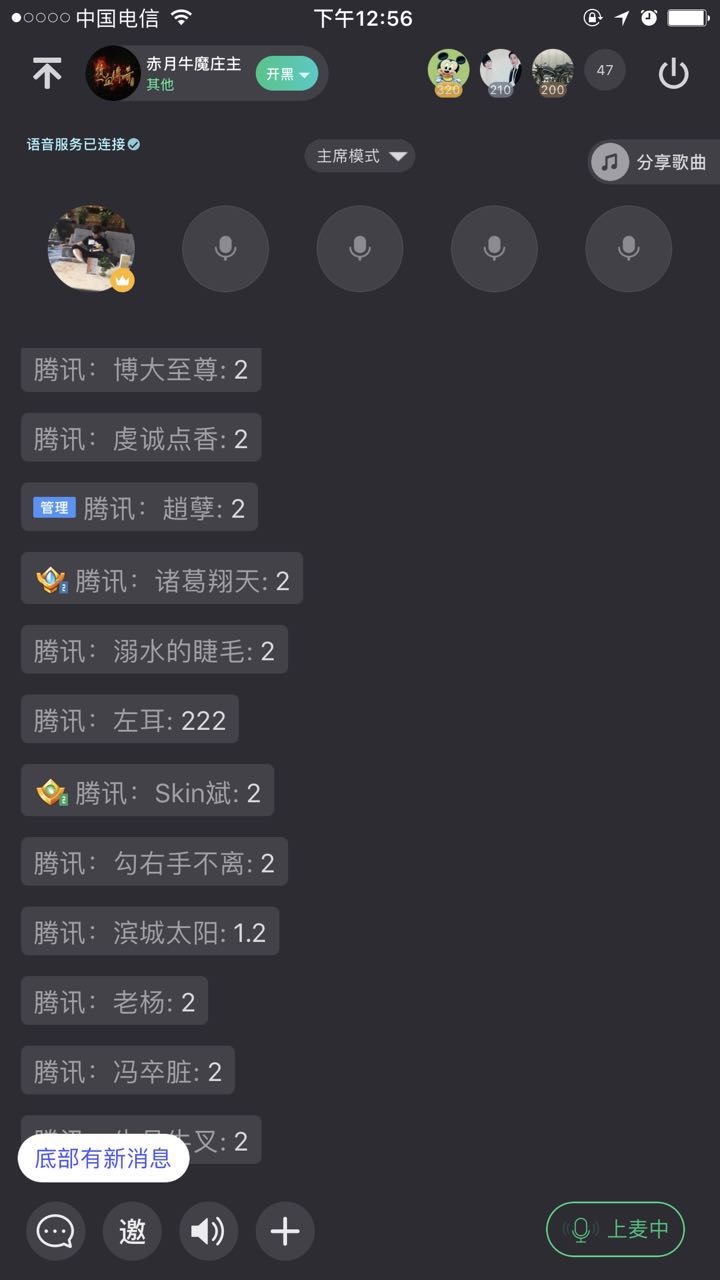 中国电信
下午12:56
赤月牛魔庄主
其他
开黑
320
210
200
47
语音服务已连接
主席模式
分享歌曲
腾讯：博大至尊: 2
腾讯：虔诚点香: 2
管理 腾讯：趙孽: 2
腾讯：诸葛翔天: 2
腾讯：溺水的睫毛: 2
腾讯：左耳: 222
腾讯：Skin斌: 2
腾讯：勾右手不离: 2
腾讯：滨城太阳: 1.2
腾讯：老杨: 2
腾讯：冯卒脏: 2
叉: 2
底部有新消息
邀
上麦中